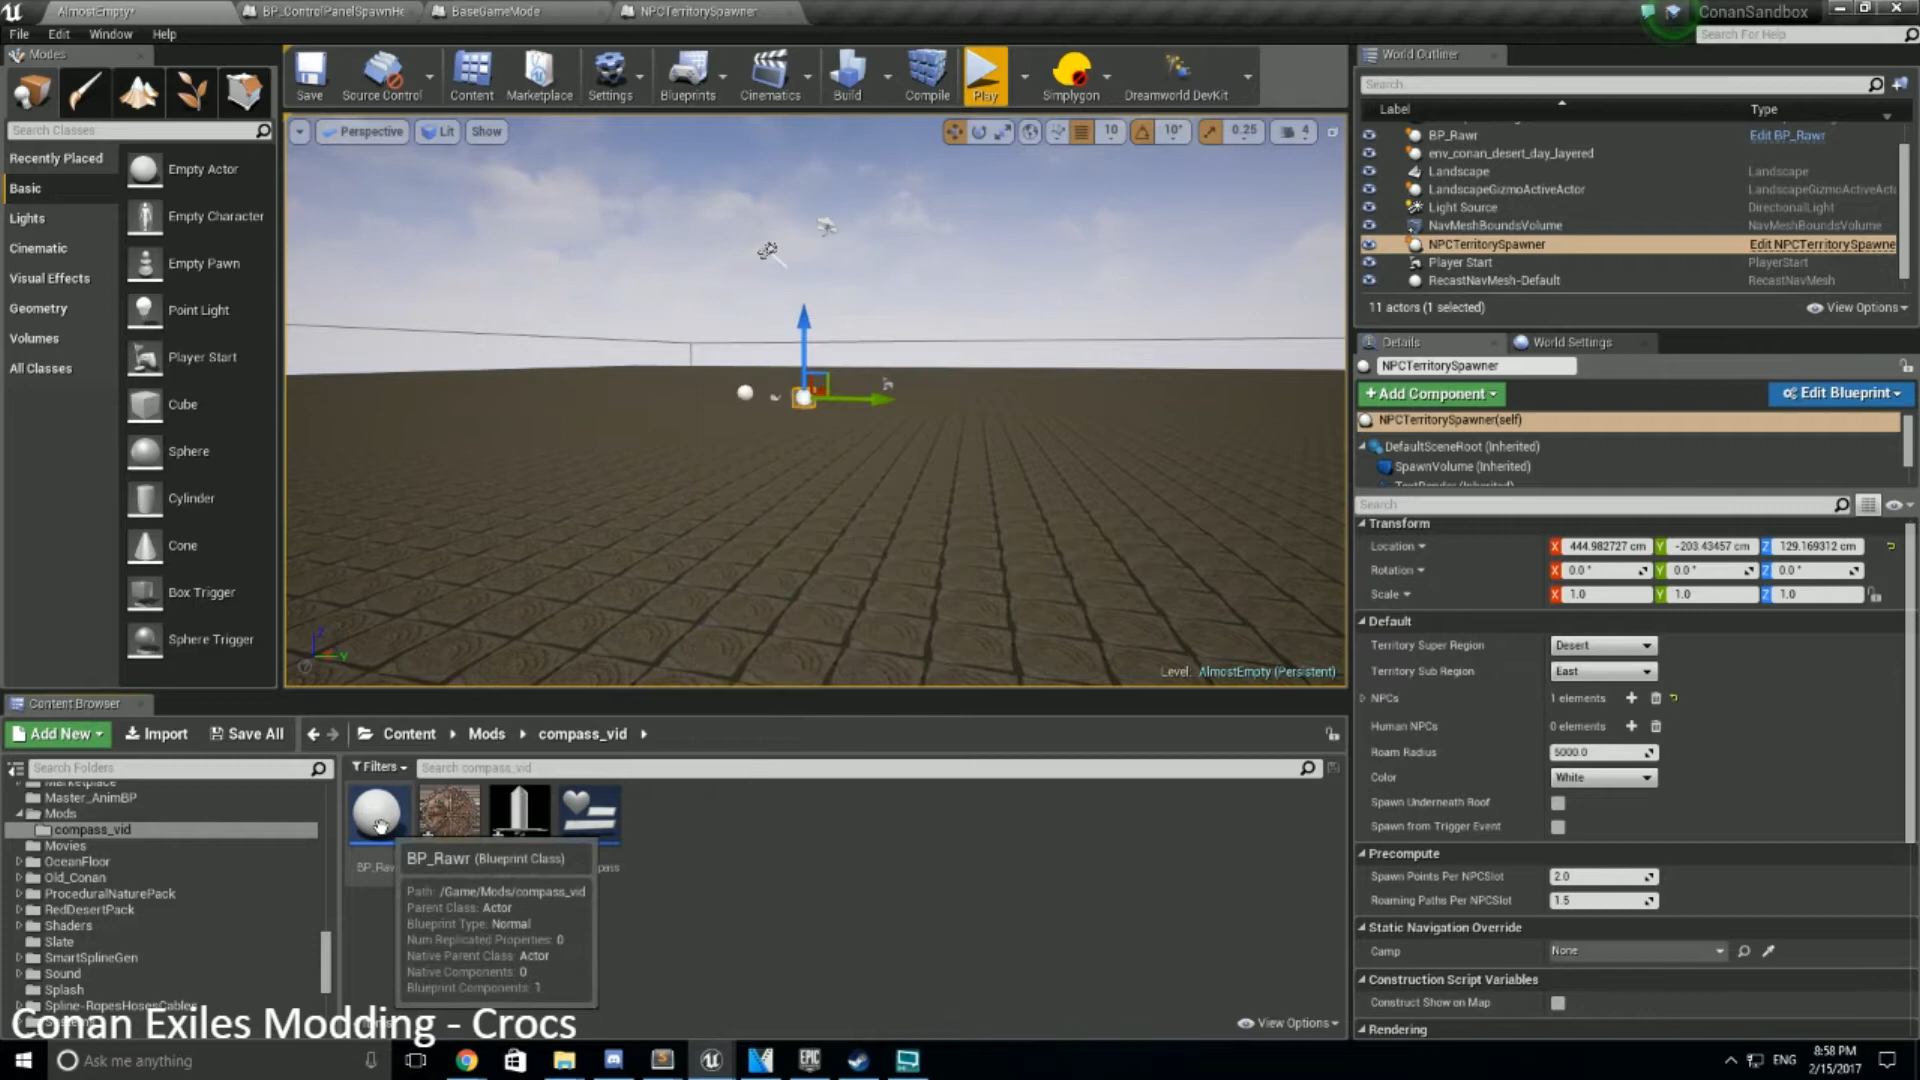 AlmostEmpty*
BP_ControlPanelSpawnHe
BaseGameMode
NPCTerritorySpawner
ConanSandbox
File Edit Window Help
Search For Help
Modes
Search Classes
Recently Placed
Basic
Lights
Cinematic
Visual Effects
Geometry
Volumes
All Classes
Empty Actor
Empty Character
Empty Pawn
Point Light
Player Start
Cube
Sphere
Cylinder
Cone
Box Trigger
Sphere Trigger
Save
Source Control
Content
Marketplace
Settings
Blueprints
Cinematics
Build
Compile
Play
Simplygon
Dreamworld DevKit
Perspective
Lit
Show
10
10°
0.25
4
Level: AlmostEmpty (Persistent)
World Outliner
Search
Label Type
BP_Rawr Edit BP_Rawr
env_conan_desert_day_layered
Landscape Landscape
LandscapeGizmoActiveActor LandscapeGizmoActiveActo
Light Source DirectionalLight
NavMeshBoundsVolume NavMeshBoundsVolume
NPCTerritorySpawner Edit NPCTerritorySpawne
Player Start PlayerStart
RecastNavMesh-Default RecastNavMesh
11 actors (1 selected) View Options
Details
World Settings
NPCTerritorySpawner
+ Add Component
Edit Blueprint
NPCTerritorySpawner(self)
DefaultSceneRoot (Inherited)
SpawnVolume (Inherited)
Search
Transform
Location X 444.982727 cm Y -203.43457 cm Z 129.169312 cm
Rotation X 0.0° Y 0.0° Z 0.0°
Scale X 1.0 Y 1.0 Z 1.0
Default
Territory Super Region Desert
Territory Sub Region East
NPCs 1 elements
Human NPCs 0 elements
Roam Radius 5000.0
Color White
Spawn Underneath Roof
Spawn from Trigger Event
Precompute
Spawn Points Per NPCSlot 2.0
Roaming Paths Per NPCSlot 1.5
Static Navigation Override
Camp None
Construction Script Variables
Construct Show on Map
Rendering
Content Browser
Add New
Import
Save All
Content
Mods
compass_vid
Search Folders
Filters
Search compass_vid
Marketplace
Master_AnimBP
Mods
compass_vid
Movies
OceanFloor
Old_Conan
ProceduralNaturePack
RedDesertPack
Shaders
Slate
SmartSplineGen
Sound
Splash
Spline-RopesHosesCables
BP_Raw
pass
BP_Rawr (Blueprint Class)
Path: /Game/Mods/compass_vid
Parent Class: Actor
Blueprint Type: Normal
Num Replicated Properties: 0
Native Parent Class: Actor
Native Components: 0
Blueprint Components: 1
View Options
Conan Exiles Modding - Crocs
Ask me anything
EPIC
ENG
8:58 PM
2/15/2017